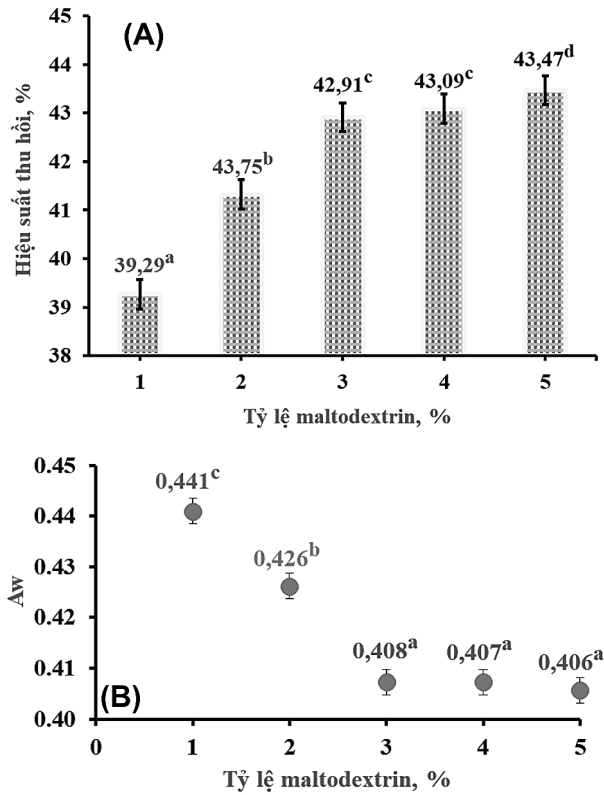 (A)
Hiệu suất thu hồi, %
45
44
43
42
41
40
39
38
39,29a
43,75b
42,91c
43,09c
43,47d
1 2 3 4 5
Tỷ lệ maltodextrin, %
(B)
Aw
0.45
0.44
0.43
0.42
0.41
0.40
0,441c
0,426b
0,408a
0,407a
0,406a
0 1 2 3 4 5
Tỷ lệ maltodextrin, %